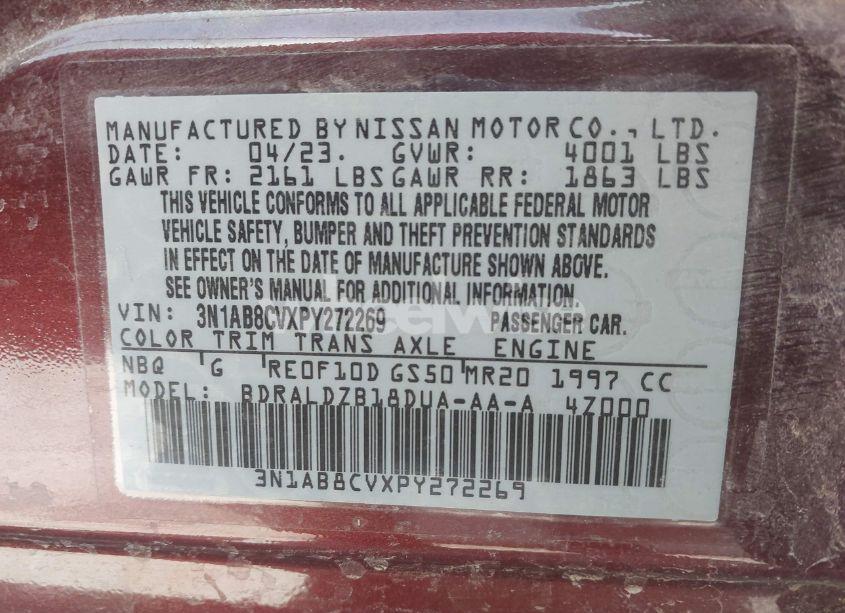 MANUFACTURED BY NISSAN MOTOR CO., LTD.
DATE: 04/23. GVWR: 4001 LBS
GAWR FR: 2161 LBS GAWR RR: 1863 LBS
THIS VEHICLE CONFORMS TO ALL APPLICABLE FEDERAL MOTOR
VEHICLE SAFETY, BUMPER AND THEFT PREVENTION STANDARDS
IN EFFECT ON THE DATE OF MANUFACTURE SHOWN ABOVE.
SEE OWNER'S MANUAL FOR ADDITIONAL INFORMATION.
VIN: 3N1AB8CVXPY272269 PASSENGER CAR.
COLOR TRIM TRANS AXLE ENGINE
NBQ G RE0F10D GS50 MR20 1997 CC
MODEL: BDRALDZB18DUA-AA-A 4Z000
3N1AB8CVXPY272269